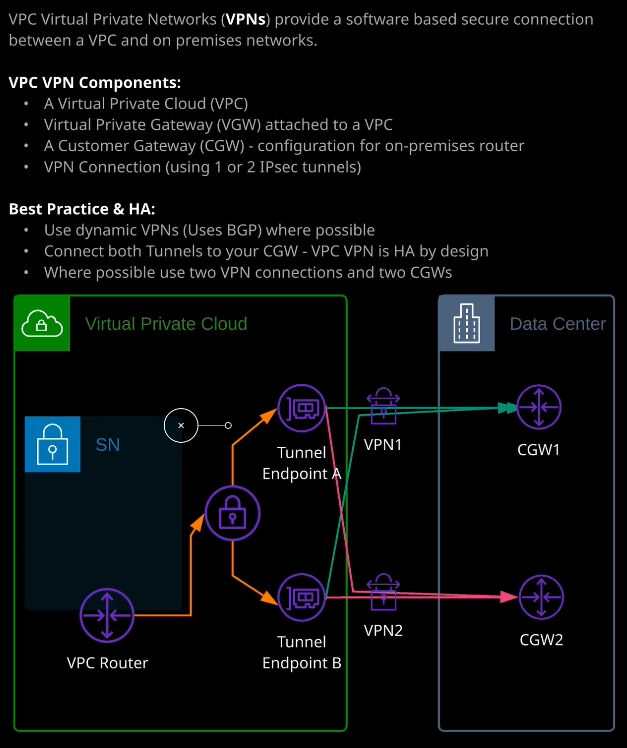 VPC Virtual Private Networks (VPNs) provide a software based secure connection
between a VPC and on premises networks.
VPC VPN Components:
• A Virtual Private Cloud (VPC)
• Virtual Private Gateway (VGW) attached to a VPC
• A Customer Gateway (CGW) - configuration for on-premises router
• VPN Connection (using 1 or 2 IPsec tunnels)
Best Practice & HA:
• Use dynamic VPNs (Uses BGP) where possible
• Connect both Tunnels to your CGW - VPC VPN is HA by design
• Where possible use two VPN connections and two CGWs
Virtual Private Cloud
Data Center
SN
Tunnel
Endpoint A
VPN1
CGW1
VPC Router
Tunnel
Endpoint B
VPN2
CGW2